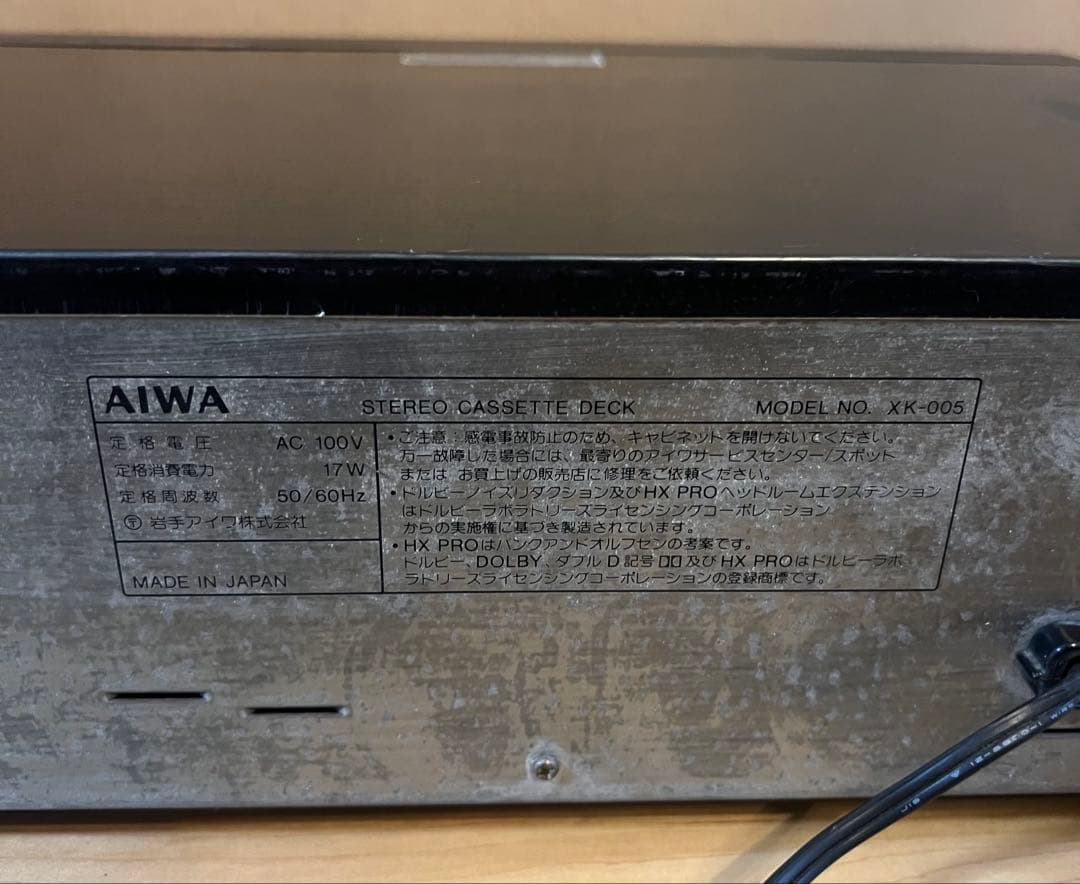 AIWA STEREO CASSETTE DECK MODEL NO. XK-005
定格電圧 AC 100V
定格消費電力 17W
定格周波数 50/60Hz
〒 岩手アイワ株式会社
MADE IN JAPAN
・ご注意:感電事故防止のため、キャビネットを開けないでください。
万一故障した場合には、最寄りのアイワサービスセンター/スポット
または お買上げの販売店に修理をご依頼ください。
・ドルビーノイズリダクション及びHX PROヘッドルームエクステンション
はドルビーラボラトリーズライセンシングコーポレーション
からの実施権に基づき製造されています。
・HX PROはバンクアンドオルフセンの考案です。
ドルビー、DOLBY、ダブル D 記号 及び HX PROはドルビーラボ
ラトリーズライセンシングコーポレーションの登録商標です。